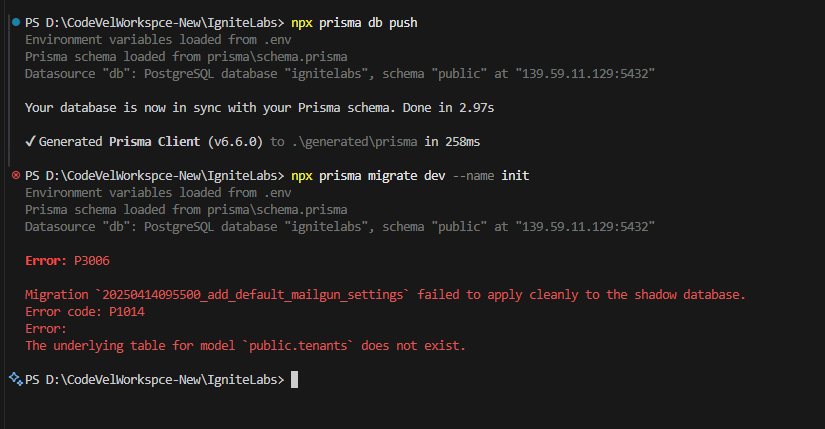 PS D:\CodeVelWorkspce-New\IgniteLabs> npx prisma db push
Environment variables loaded from .env
Prisma schema loaded from prisma\schema.prisma
Datasource "db": PostgreSQL database "ignitelabs", schema "public" at "139.59.11.129:5432"
Your database is now in sync with your Prisma schema. Done in 2.97s
✔ Generated Prisma Client (v6.6.0) to .\generated\prisma in 258ms
PS D:\CodeVelWorkspce-New\IgniteLabs> npx prisma migrate dev --name init
Environment variables loaded from .env
Prisma schema loaded from prisma\schema.prisma
Datasource "db": PostgreSQL database "ignitelabs", schema "public" at "139.59.11.129:5432"
Error: P3006
Migration `20250414095500_add_default_mailgun_settings` failed to apply cleanly to the shadow database.
Error code: P1014
Error:
The underlying table for model `public.tenants` does not exist.
PS D:\CodeVelWorkspce-New\IgniteLabs>